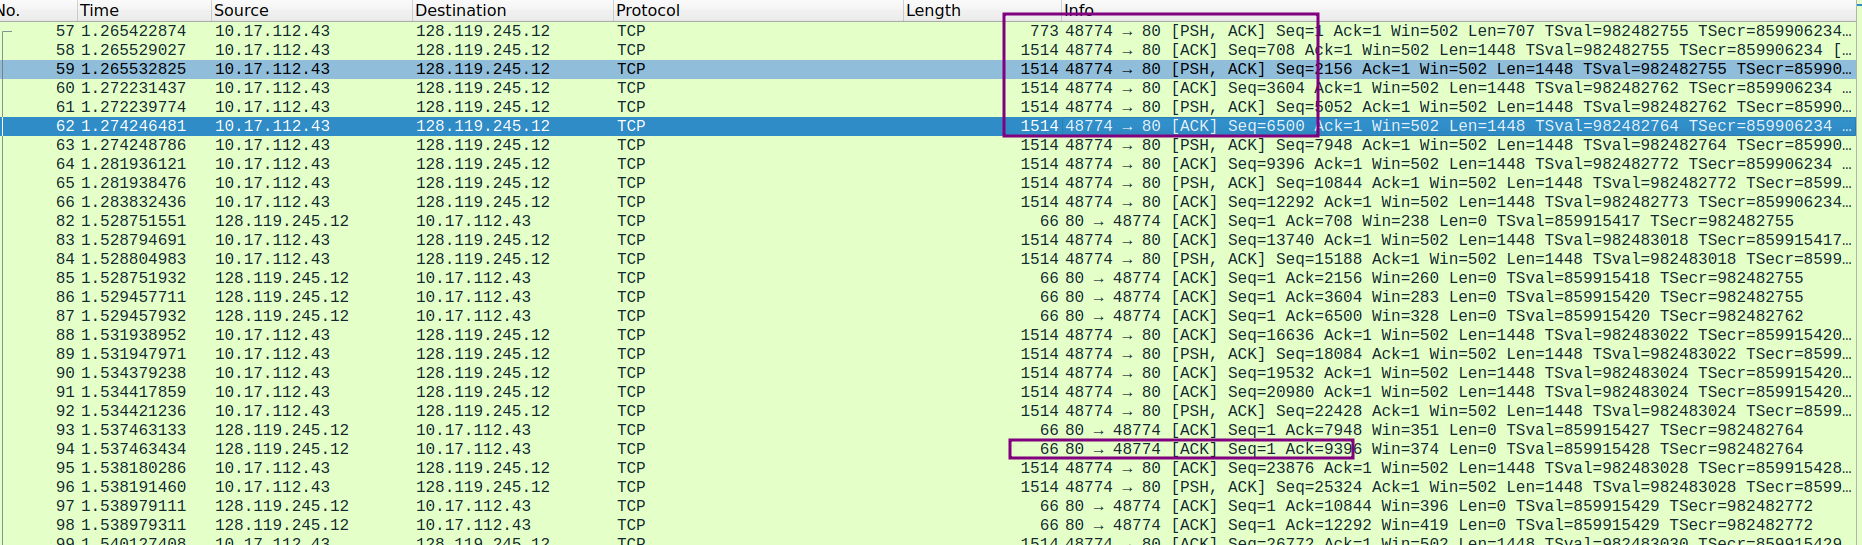 No. Time Source Destination Protocol Length Info
57 1.265422874 10.17.112.43 128.119.245.12 TCP 773 48774 → 80 [PSH, ACK] Seq=1 Ack=1 Win=502 Len=707 TSval=982482755 TSecr=859906234…
58 1.265529027 10.17.112.43 128.119.245.12 TCP 1514 48774 → 80 [ACK] Seq=708 Ack=1 Win=502 Len=1448 TSval=982482755 TSecr=859906234 […
59 1.265532825 10.17.112.43 128.119.245.12 TCP 1514 48774 → 80 [PSH, ACK] Seq=2156 Ack=1 Win=502 Len=1448 TSval=982482755 TSecr=85990…
60 1.272231437 10.17.112.43 128.119.245.12 TCP 1514 48774 → 80 [ACK] Seq=3604 Ack=1 Win=502 Len=1448 TSval=982482762 TSecr=859906234 …
61 1.272239774 10.17.112.43 128.119.245.12 TCP 1514 48774 → 80 [PSH, ACK] Seq=5052 Ack=1 Win=502 Len=1448 TSval=982482762 TSecr=85990…
62 1.274246481 10.17.112.43 128.119.245.12 TCP 1514 48774 → 80 [ACK] Seq=6500 Ack=1 Win=502 Len=1448 TSval=982482764 TSecr=859906234 …
63 1.274248786 10.17.112.43 128.119.245.12 TCP 1514 48774 → 80 [PSH, ACK] Seq=7948 Ack=1 Win=502 Len=1448 TSval=982482764 TSecr=85990…
64 1.281936121 10.17.112.43 128.119.245.12 TCP 1514 48774 → 80 [ACK] Seq=9396 Ack=1 Win=502 Len=1448 TSval=982482772 TSecr=859906234 …
65 1.281938476 10.17.112.43 128.119.245.12 TCP 1514 48774 → 80 [PSH, ACK] Seq=10844 Ack=1 Win=502 Len=1448 TSval=982482772 TSecr=8599…
66 1.283832436 10.17.112.43 128.119.245.12 TCP 1514 48774 → 80 [ACK] Seq=12292 Ack=1 Win=502 Len=1448 TSval=982482773 TSecr=859906234…
82 1.528751551 128.119.245.12 10.17.112.43 TCP 66 80 → 48774 [ACK] Seq=1 Ack=708 Win=238 Len=0 TSval=859915417 TSecr=982482755
83 1.528794691 10.17.112.43 128.119.245.12 TCP 1514 48774 → 80 [ACK] Seq=13740 Ack=1 Win=502 Len=1448 TSval=982483018 TSecr=859915417…
84 1.528804983 10.17.112.43 128.119.245.12 TCP 1514 48774 → 80 [PSH, ACK] Seq=15188 Ack=1 Win=502 Len=1448 TSval=982483018 TSecr=8599…
85 1.528751932 128.119.245.12 10.17.112.43 TCP 66 80 → 48774 [ACK] Seq=1 Ack=2156 Win=260 Len=0 TSval=859915418 TSecr=982482755
86 1.529457711 128.119.245.12 10.17.112.43 TCP 66 80 → 48774 [ACK] Seq=1 Ack=3604 Win=283 Len=0 TSval=859915420 TSecr=982482755
87 1.529457932 128.119.245.12 10.17.112.43 TCP 66 80 → 48774 [ACK] Seq=1 Ack=6500 Win=328 Len=0 TSval=859915420 TSecr=982482762
88 1.531938952 10.17.112.43 128.119.245.12 TCP 1514 48774 → 80 [ACK] Seq=16636 Ack=1 Win=502 Len=1448 TSval=982483022 TSecr=859915420…
89 1.531947971 10.17.112.43 128.119.245.12 TCP 1514 48774 → 80 [PSH, ACK] Seq=18084 Ack=1 Win=502 Len=1448 TSval=982483022 TSecr=8599…
90 1.534379238 10.17.112.43 128.119.245.12 TCP 1514 48774 → 80 [ACK] Seq=19532 Ack=1 Win=502 Len=1448 TSval=982483024 TSecr=859915420…
91 1.534417859 10.17.112.43 128.119.245.12 TCP 1514 48774 → 80 [ACK] Seq=20980 Ack=1 Win=502 Len=1448 TSval=982483024 TSecr=859915420…
92 1.534421236 10.17.112.43 128.119.245.12 TCP 1514 48774 → 80 [PSH, ACK] Seq=22428 Ack=1 Win=502 Len=1448 TSval=982483024 TSecr=8599…
93 1.537463133 128.119.245.12 10.17.112.43 TCP 66 80 → 48774 [ACK] Seq=1 Ack=7948 Win=351 Len=0 TSval=859915427 TSecr=982482764
94 1.537463434 128.119.245.12 10.17.112.43 TCP 66 80 → 48774 [ACK] Seq=1 Ack=9396 Win=374 Len=0 TSval=859915428 TSecr=982482764
95 1.538180286 10.17.112.43 128.119.245.12 TCP 1514 48774 → 80 [ACK] Seq=23876 Ack=1 Win=502 Len=1448 TSval=982483028 TSecr=859915428…
96 1.538191460 10.17.112.43 128.119.245.12 TCP 1514 48774 → 80 [PSH, ACK] Seq=25324 Ack=1 Win=502 Len=1448 TSval=982483028 TSecr=8599…
97 1.538979111 128.119.245.12 10.17.112.43 TCP 66 80 → 48774 [ACK] Seq=1 Ack=10844 Win=396 Len=0 TSval=859915429 TSecr=982482772
98 1.538979311 128.119.245.12 10.17.112.43 TCP 66 80 → 48774 [ACK] Seq=1 Ack=12292 Win=419 Len=0 TSval=859915429 TSecr=982482772
99 1.540127408 10.17.112.43 128.119.245.12 TCP 1514 48774 → 80 [ACK] Seq=26772 Ack=1 Win=502 Len=1448 TSval=982483030 TSecr=859915429